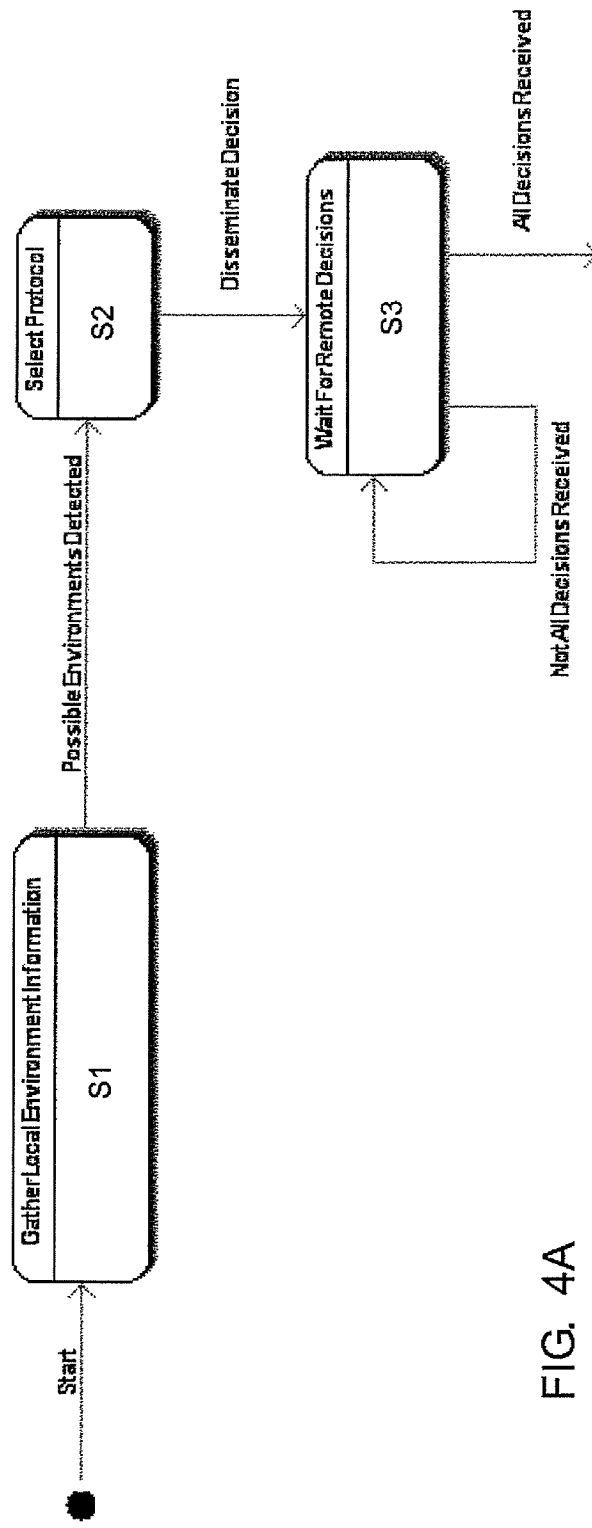 Start
Gather Local Environment Information
S1
Possible Environments Detected
Select Protocol
S2
Disseminate Decision
Wait For Remote Decisions
S3
Not All Decisions Received
All Decisions Received
FIG. 4A